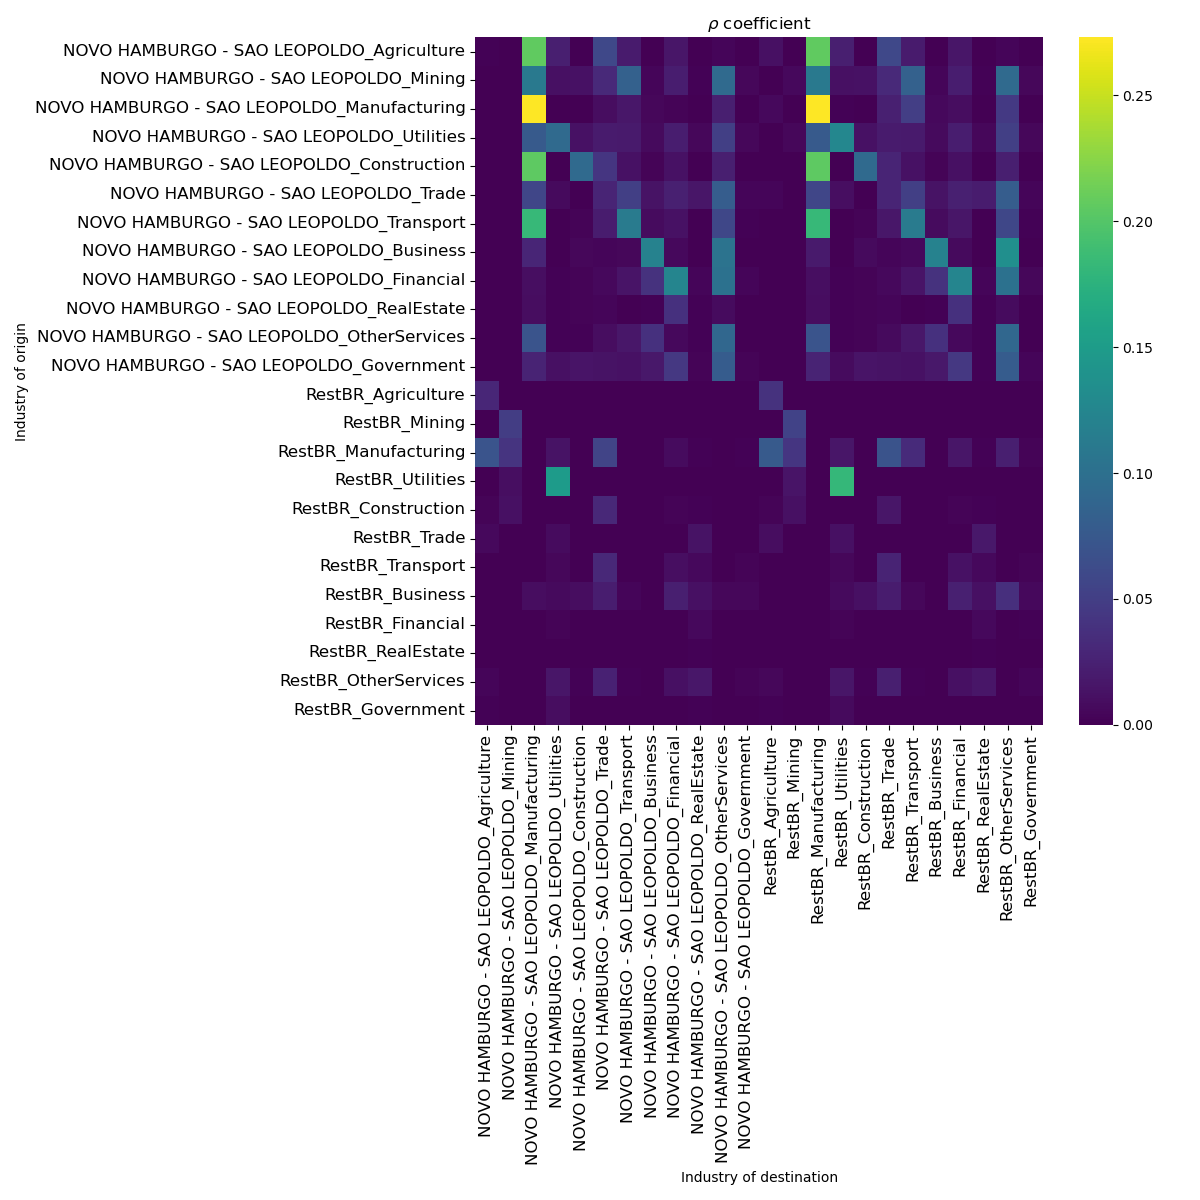 ρ coefficient
NOVO HAMBURGO - SAO LEOPOLDO_Agriculture
NOVO HAMBURGO - SAO LEOPOLDO_Mining
NOVO HAMBURGO - SAO LEOPOLDO_Manufacturing
NOVO HAMBURGO - SAO LEOPOLDO_Utilities
NOVO HAMBURGO - SAO LEOPOLDO_Construction
NOVO HAMBURGO - SAO LEOPOLDO_Trade
NOVO HAMBURGO - SAO LEOPOLDO_Transport
NOVO HAMBURGO - SAO LEOPOLDO_Business
NOVO HAMBURGO - SAO LEOPOLDO_Financial
NOVO HAMBURGO - SAO LEOPOLDO_RealEstate
NOVO HAMBURGO - SAO LEOPOLDO_OtherServices
NOVO HAMBURGO - SAO LEOPOLDO_Government
RestBR_Agriculture
RestBR_Mining
RestBR_Manufacturing
RestBR_Utilities
RestBR_Construction
RestBR_Trade
RestBR_Transport
RestBR_Business
RestBR_Financial
RestBR_RealEstate
RestBR_OtherServices
RestBR_Government
Industry of origin
NOVO HAMBURGO - SAO LEOPOLDO_Agriculture
NOVO HAMBURGO - SAO LEOPOLDO_Mining
NOVO HAMBURGO - SAO LEOPOLDO_Manufacturing
NOVO HAMBURGO - SAO LEOPOLDO_Utilities
NOVO HAMBURGO - SAO LEOPOLDO_Construction
NOVO HAMBURGO - SAO LEOPOLDO_Trade
NOVO HAMBURGO - SAO LEOPOLDO_Transport
NOVO HAMBURGO - SAO LEOPOLDO_Business
NOVO HAMBURGO - SAO LEOPOLDO_Financial
NOVO HAMBURGO - SAO LEOPOLDO_RealEstate
NOVO HAMBURGO - SAO LEOPOLDO_OtherServices
NOVO HAMBURGO - SAO LEOPOLDO_Government
RestBR_Agriculture
RestBR_Mining
RestBR_Manufacturing
RestBR_Utilities
RestBR_Construction
RestBR_Trade
RestBR_Transport
RestBR_Business
RestBR_Financial
RestBR_RealEstate
RestBR_OtherServices
RestBR_Government
Industry of destination
0.25
0.20
0.15
0.10
0.05
0.00